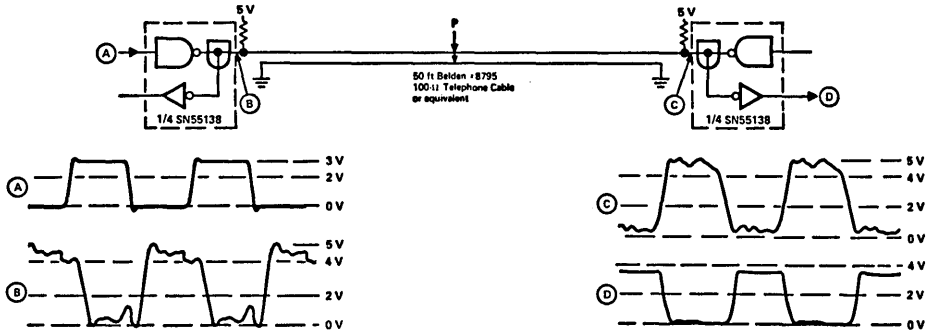 5 V
P
5 V
A
B
50 ft Belden #8795
100-Ω Telephone Cable
or equivalent
C
D
1/4 SN55138
1/4 SN55138
A
3 V
2 V
0 V
B
5 V
4 V
2 V
0 V
C
5 V
4 V
2 V
0 V
D
4 V
2 V
0 V